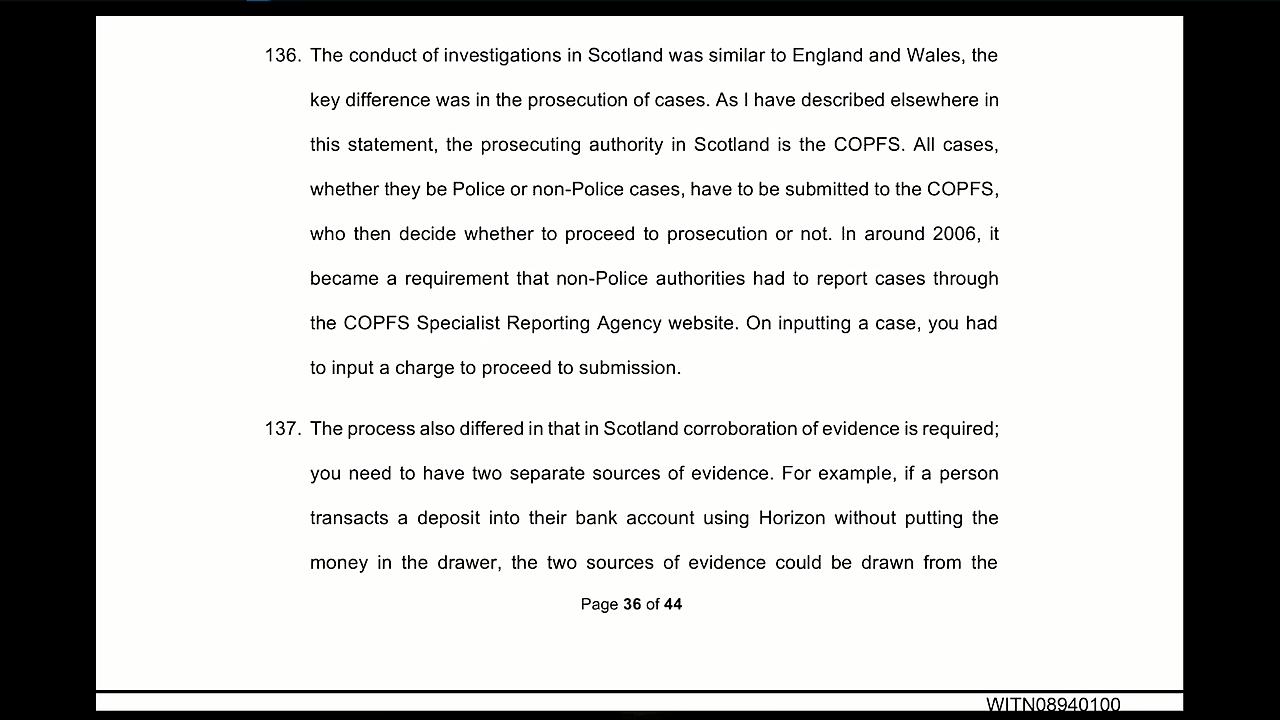 136. The conduct of investigations in Scotland was similar to England and Wales, the
key difference was in the prosecution of cases. As I have described elsewhere in
this statement, the prosecuting authority in Scotland is the COPFS. All cases,
whether they be Police or non-Police cases, have to be submitted to the COPFS,
who then decide whether to proceed to prosecution or not. In around 2006, it
became a requirement that non-Police authorities had to report cases through
the COPFS Specialist Reporting Agency website. On inputting a case, you had
to input a charge to proceed to submission.
137. The process also differed in that in Scotland corroboration of evidence is required;
you need to have two separate sources of evidence. For example, if a person
transacts a deposit into their bank account using Horizon without putting the
money in the drawer, the two sources of evidence could be drawn from the
Page 36 of 44
WITN08940100